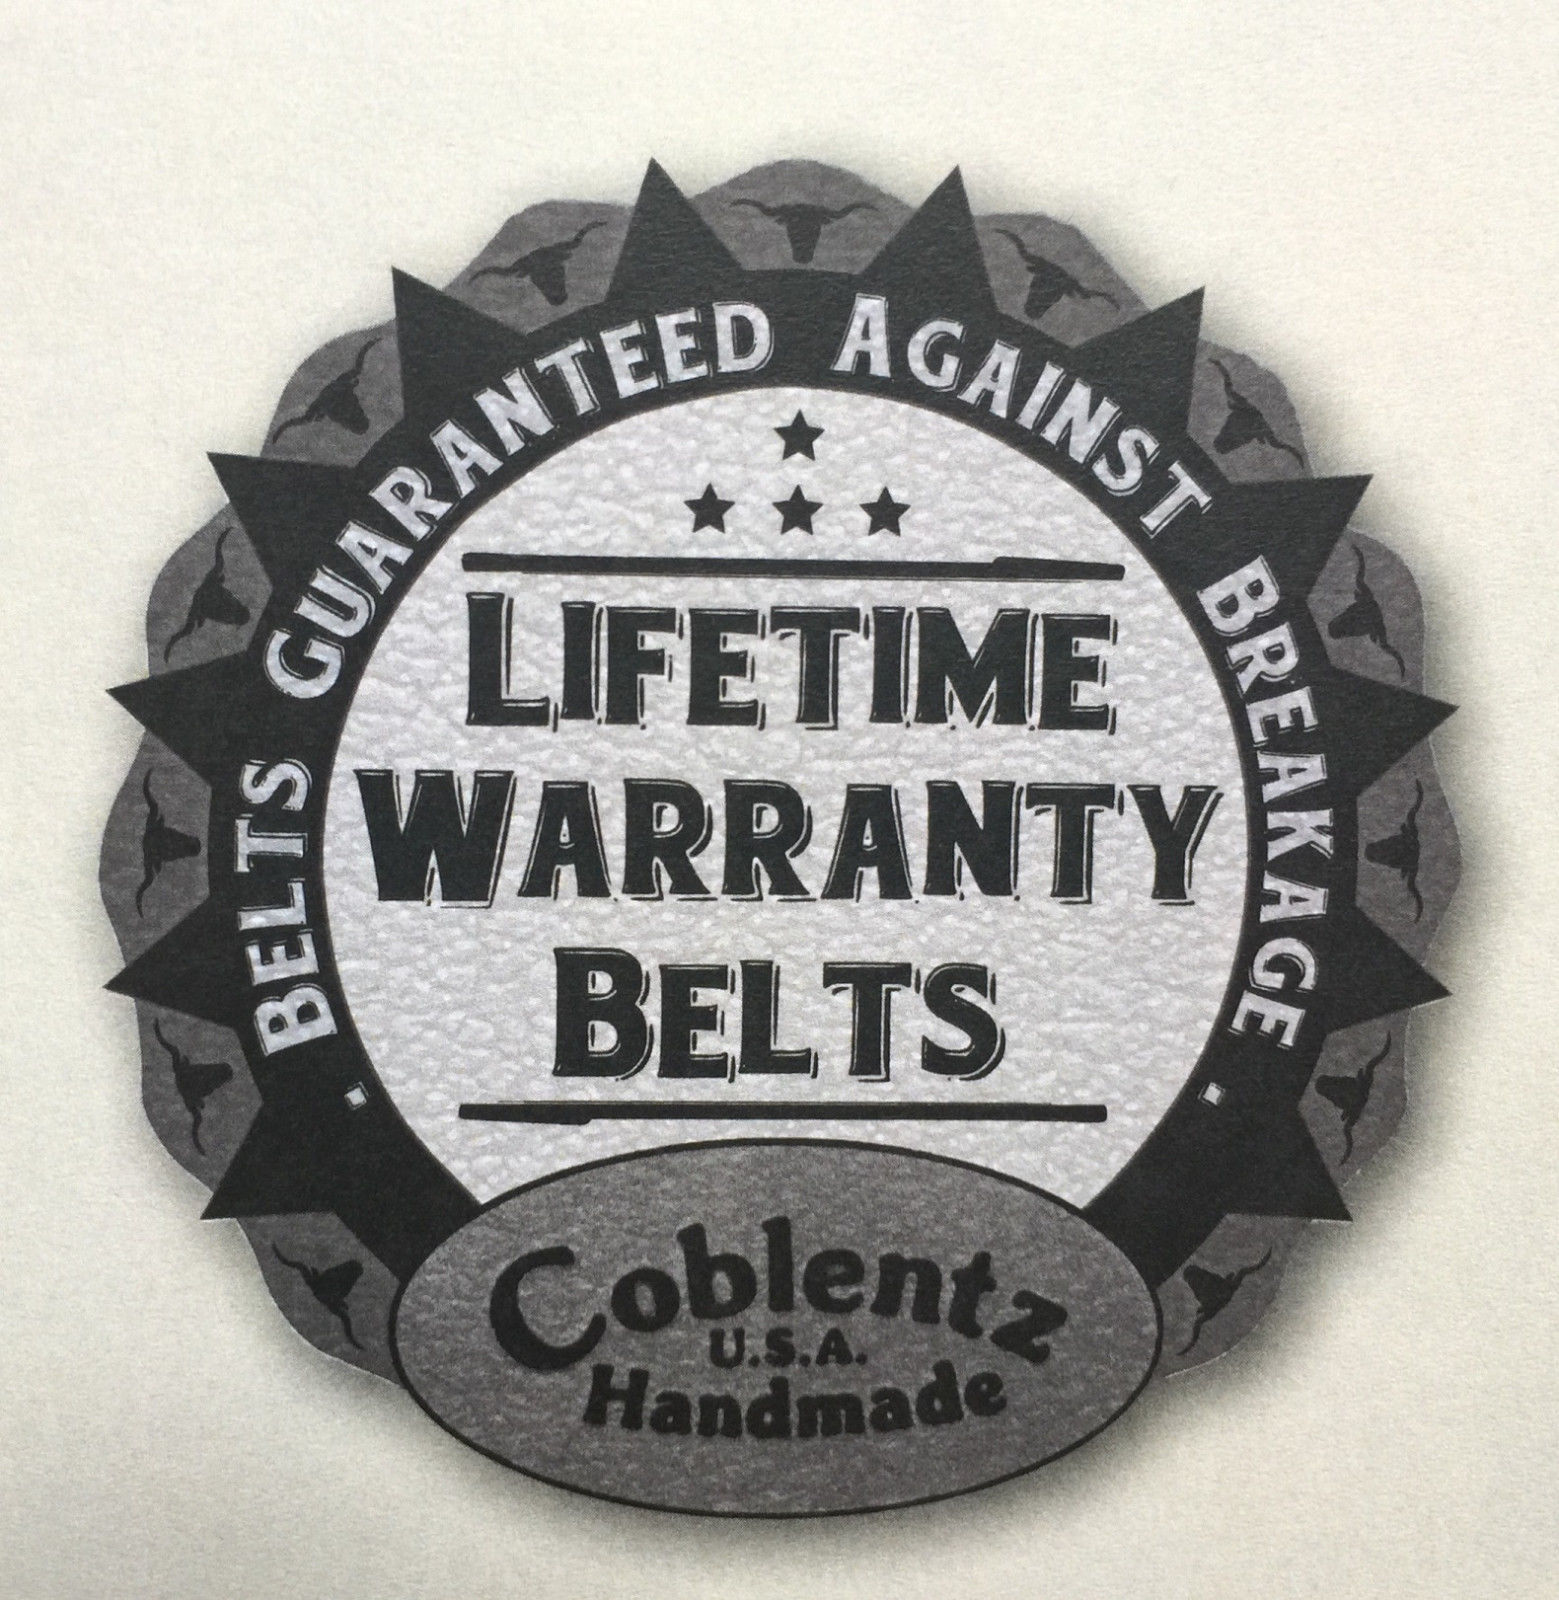 . BELTS GUARANTEED AGAINST BREAKAGE .
LIFETIME
WARRANTY
BELTS
Coblentz
U.S.A.
Handmade